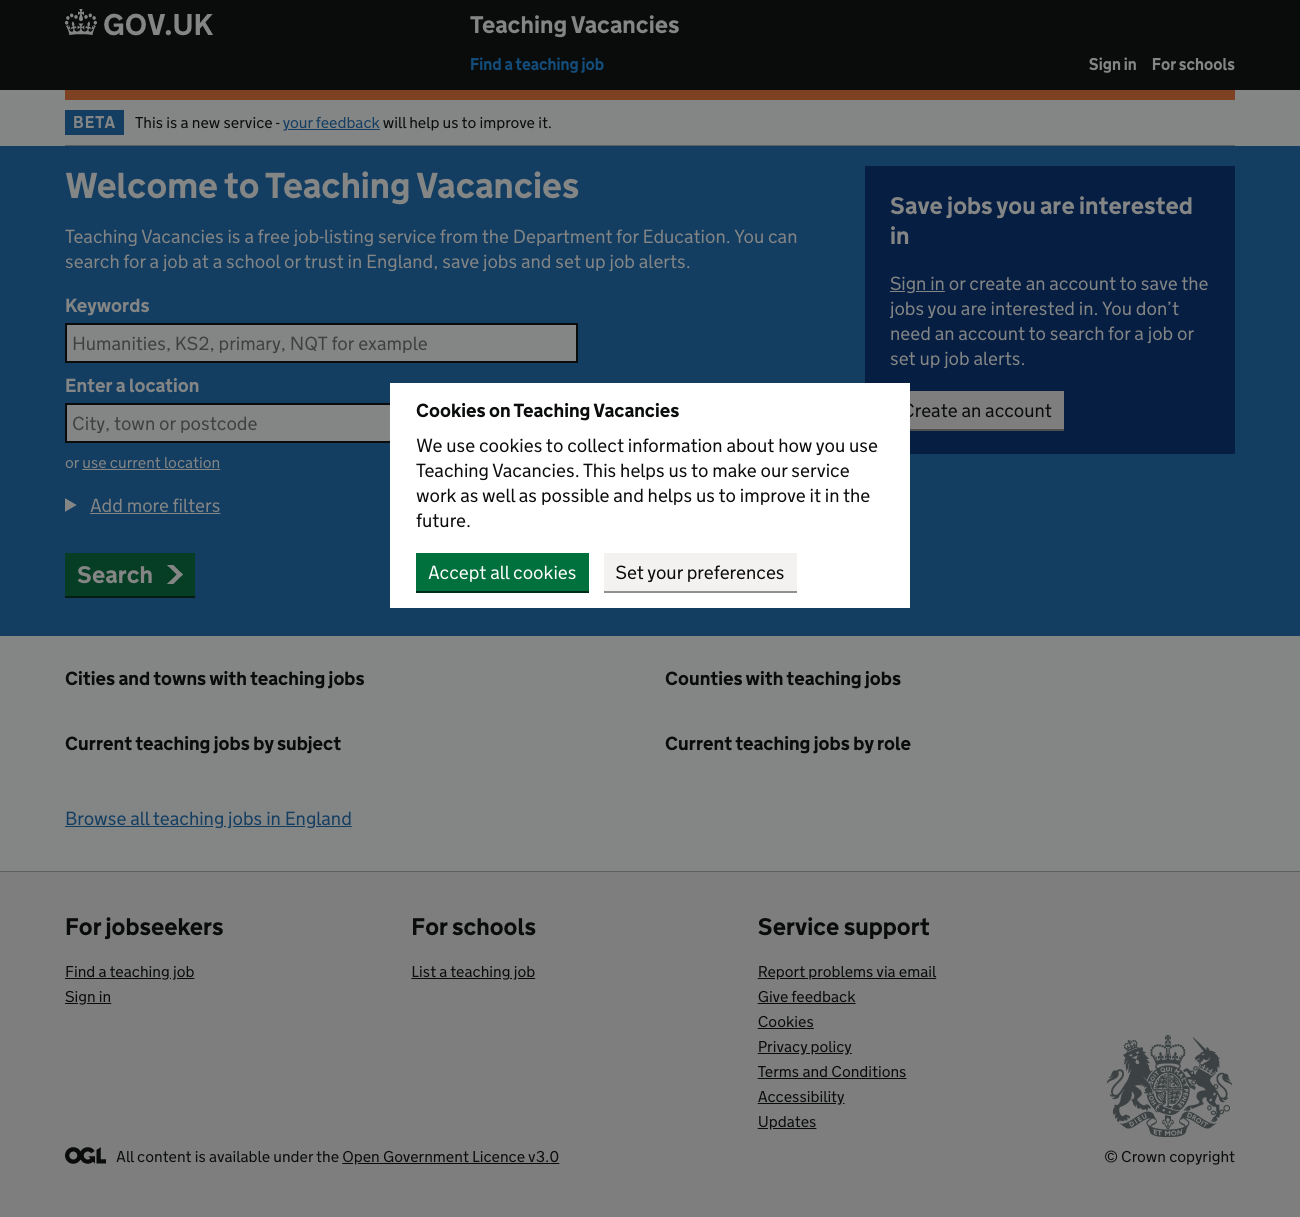 GOV.UK
Teaching Vacancies
Find a teaching job
Sign in
For schools
BETA
This is a new service - your feedback will help us to improve it.
Welcome to Teaching Vacancies
Teaching Vacancies is a free job-listing service from the Department for Education. You can
search for a job at a school or trust in England, save jobs and set up job alerts.
Keywords
Humanities, KS2, primary, NQT for example
Enter a location
City, town or postcode
or use current location
Add more filters
Search
Save jobs you are interested
in
Sign in or create an account to save the
jobs you are interested in. You don't
need an account to search for a job or
set up job alerts.
Create an account
Cookies on Teaching Vacancies
We use cookies to collect information about how you use
Teaching Vacancies. This helps us to make our service
work as well as possible and helps us to improve it in the
future.
Accept all cookies
Set your preferences
Cities and towns with teaching jobs
Counties with teaching jobs
Current teaching jobs by subject
Current teaching jobs by role
Browse all teaching jobs in England
For jobseekers
Find a teaching job
Sign in
For schools
List a teaching job
Service support
Report problems via email
Give feedback
Cookies
Privacy policy
Terms and Conditions
Accessibility
Updates
OGL
All content is available under the Open Government Licence v3.0
© Crown copyright